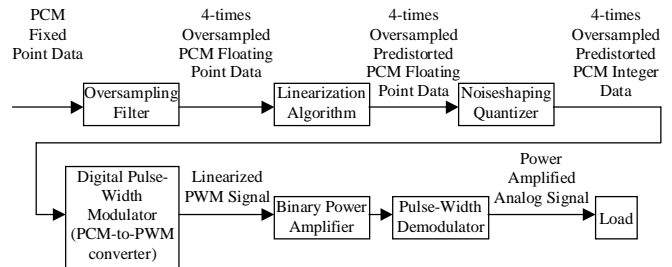 PCM
Fixed
Point Data
4-times
Oversampled
PCM Floating
Point Data
4-times
Oversampled
Predistorted
PCM Floating
Point Data
4-times
Oversampled
Predistorted
PCM Integer
Data
Oversampling
Filter
Linearization
Algorithm
Noiseshaping
Quantizer
Digital Pulse-
Width
Modulator
(PCM-to-PWM
converter)
Linearized
PWM Signal
Binary Power
Amplifier
Pulse-Width
Demodulator
Power
Amplified
Analog Signal
Load